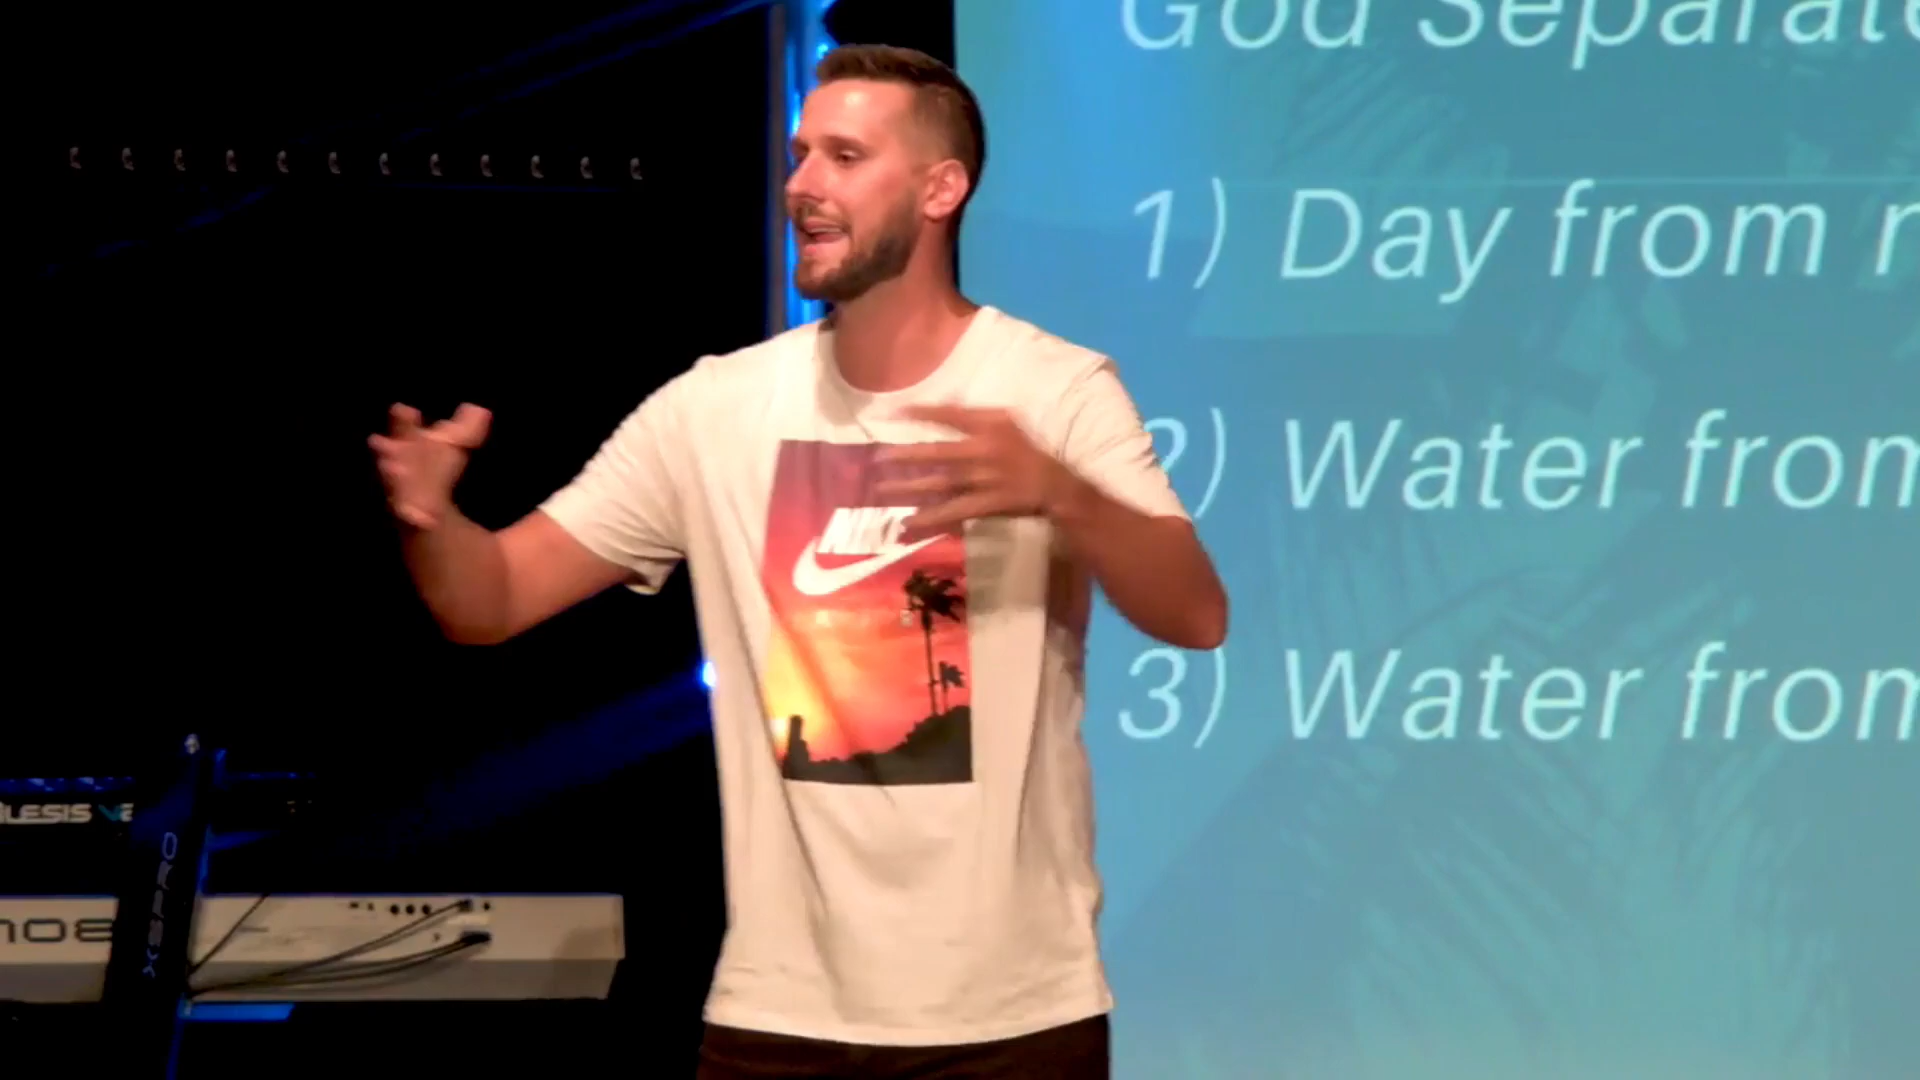 God Separate
1) Day from
2) Water from
3) Water from
NIKE
LESIS
XSPRO